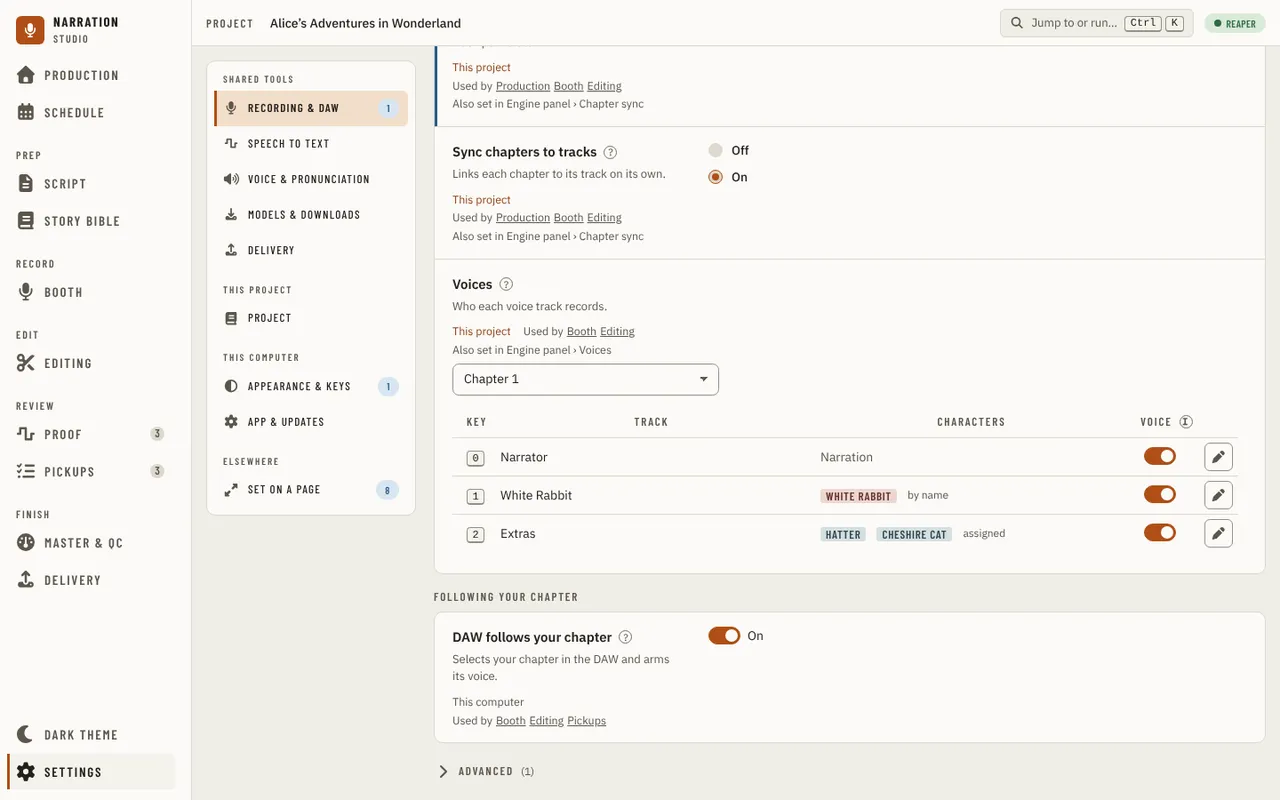 NARRATION
STUDIO
PRODUCTION
SCHEDULE
PREP
SCRIPT
STORY BIBLE
RECORD
BOOTH
EDIT
EDITING
REVIEW
PROOF 3
PICKUPS 3
FINISH
MASTER & QC
DELIVERY
DARK THEME
SETTINGS
PROJECT Alice's Adventures in Wonderland
Jump to or run... Ctrl K
REAPER
SHARED TOOLS
RECORDING & DAW 1
SPEECH TO TEXT
VOICE & PRONUNCIATION
MODELS & DOWNLOADS
DELIVERY
THIS PROJECT
PROJECT
THIS COMPUTER
APPEARANCE & KEYS 1
APP & UPDATES
ELSEWHERE
SET ON A PAGE 8
This project
Used by Production Booth Editing
Also set in Engine panel › Chapter sync
Sync chapters to tracks ?
Links each chapter to its track on its own.
This project
Used by Production Booth Editing
Also set in Engine panel › Chapter sync
Off
On
Voices ?
Who each voice track records.
This project Used by Booth Editing
Also set in Engine panel › Voices
Chapter 1
KEY TRACK CHARACTERS VOICE
0 Narrator Narration
1 White Rabbit WHITE RABBIT by name
2 Extras HATTER CHESHIRE CAT assigned
FOLLOWING YOUR CHAPTER
DAW follows your chapter ?
On
Selects your chapter in the DAW and arms
its voice.
This computer
Used by Booth Editing Pickups
ADVANCED (1)